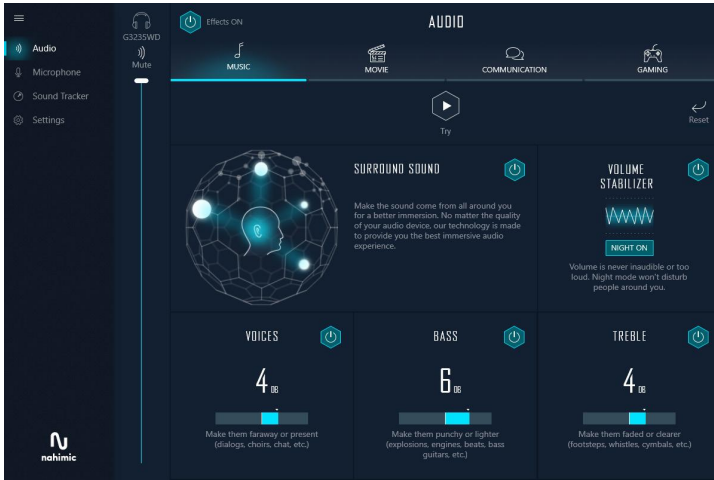 Audio
Microphone
Sound Tracker
Settings
nahimic
G3235WD
Mute
Effects ON
AUDIO
MUSIC
MOVIE
COMMUNICATION
GAMING
Try
Reset
SURROUND SOUND
Make the sound come from all around you
for a better immersion. No matter the quality
of your audio device, our technology is made
to provide you the best immersive audio
experience.
VOLUME
STABILIZER
NIGHT ON
Volume is never inaudible or too
loud. Night mode won't disturb
people around you.
VOICES
4 DB
Make them faraway or present
(dialogs, choirs, chat, etc.)
BASS
6 DB
Make them punchy or lighter
(explosions, engines, beats, bass
guitars, etc.)
TREBLE
4 DB
Make them faded or clearer
(footsteps, whistles, cymbals, etc.)